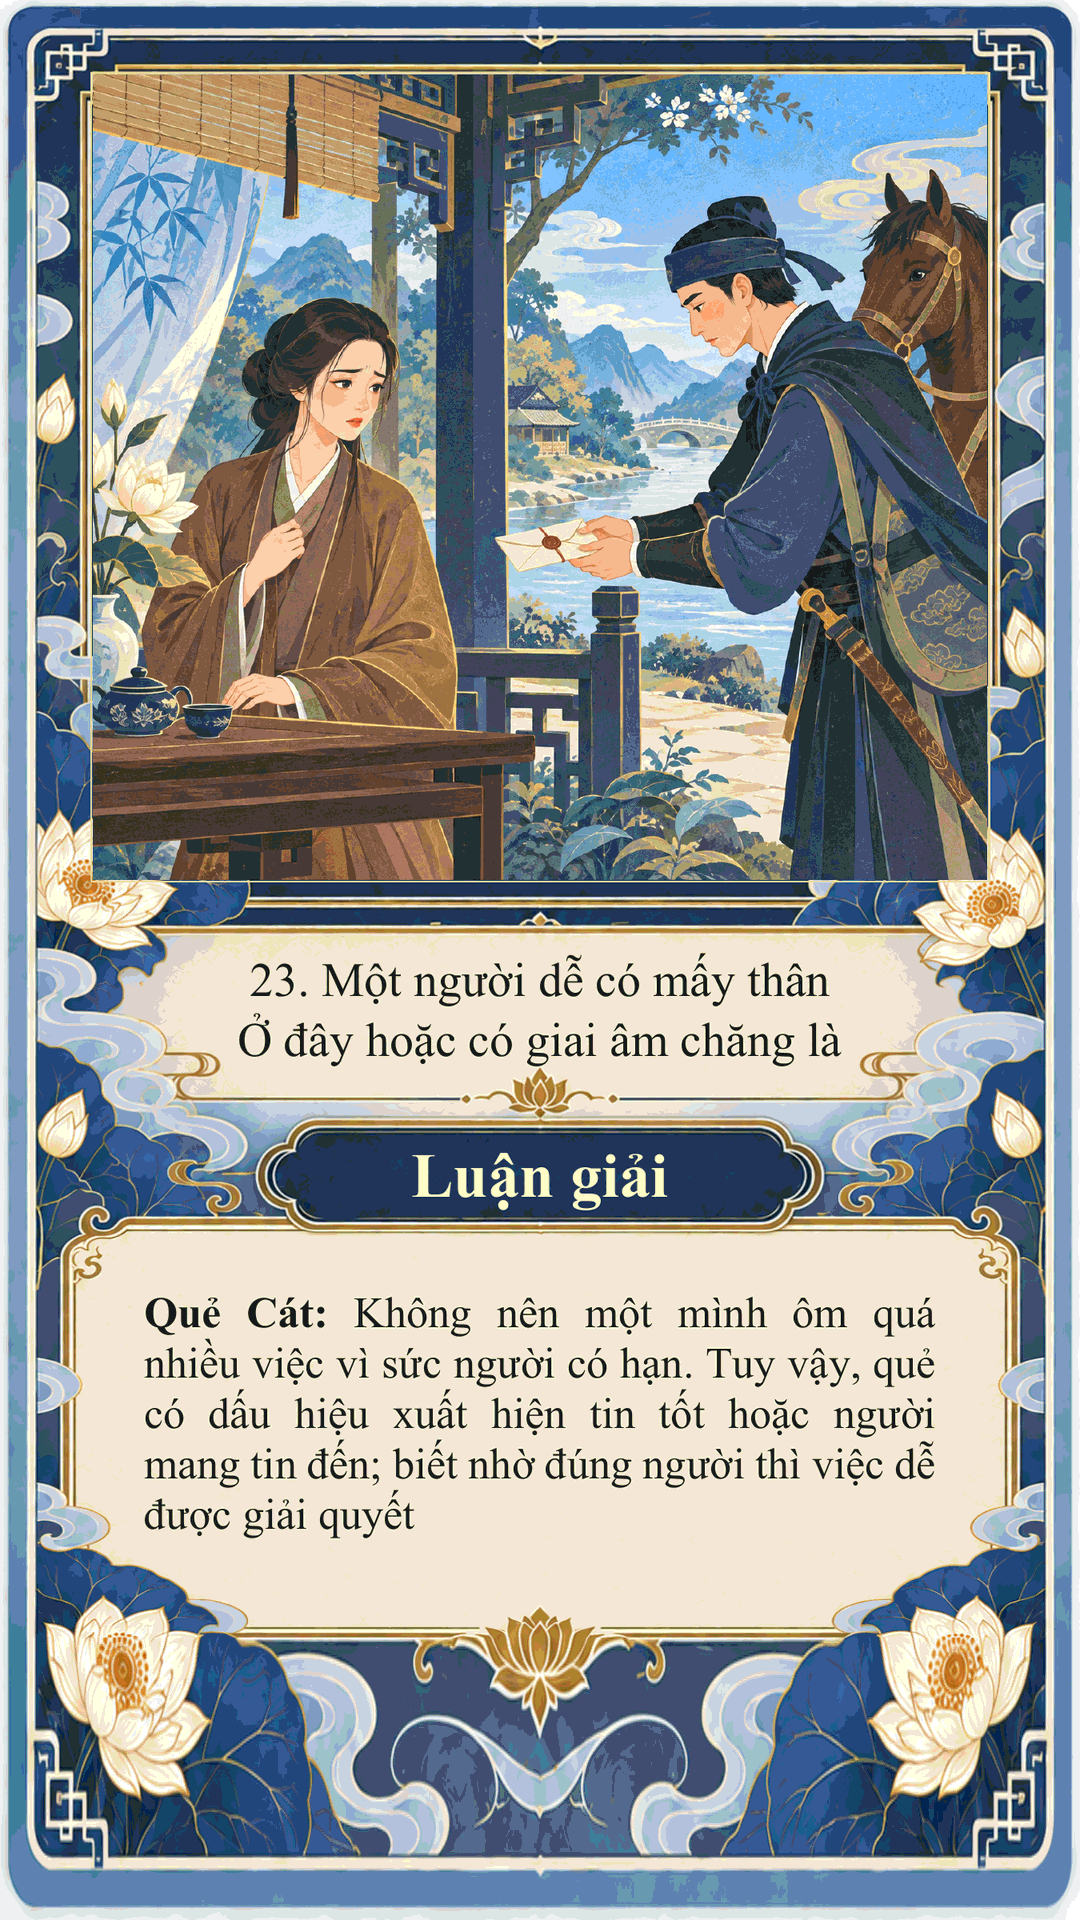 23. Một người dễ có mấy thân
Ở đây hoặc có giai âm chăng là
Luận giải
Quẻ Cát: Không nên một mình ôm quá
nhiều việc vì sức người có hạn. Tuy vậy, quẻ
có dấu hiệu xuất hiện tin tốt hoặc người
mang tin đến; biết nhờ đúng người thì việc dễ
được giải quyết